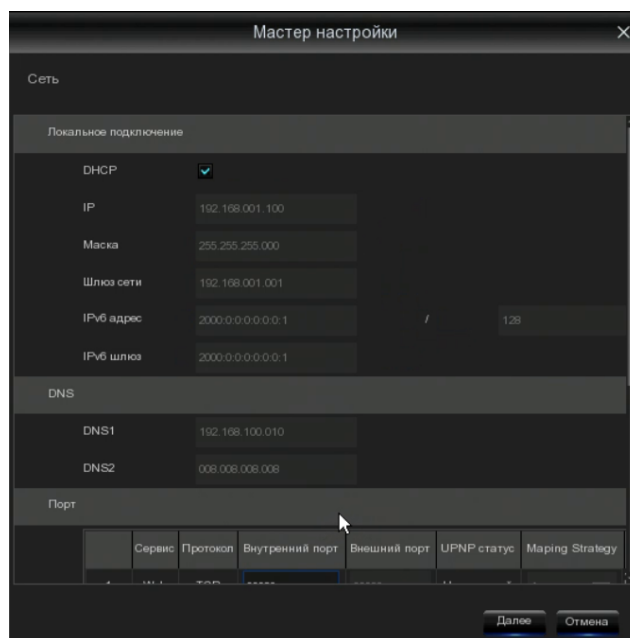 Мастер настройки
Сеть
Локальное подключение
DHCP
IP 192.168.001.100
Маска 255.255.255.000
Шлюз сети 192.168.001.001
IPv6 адрес 2000:0:0:0:0:0:0:1 / 128
IPv6 шлюз 2000:0:0:0:0:0:0:1
DNS
DNS1 192.168.100.010
DNS2 008.008.008.008
Порт
Сервис Протокол Внутренний порт Внешний порт UPNP статус Maping Strategy
Далее Отмена